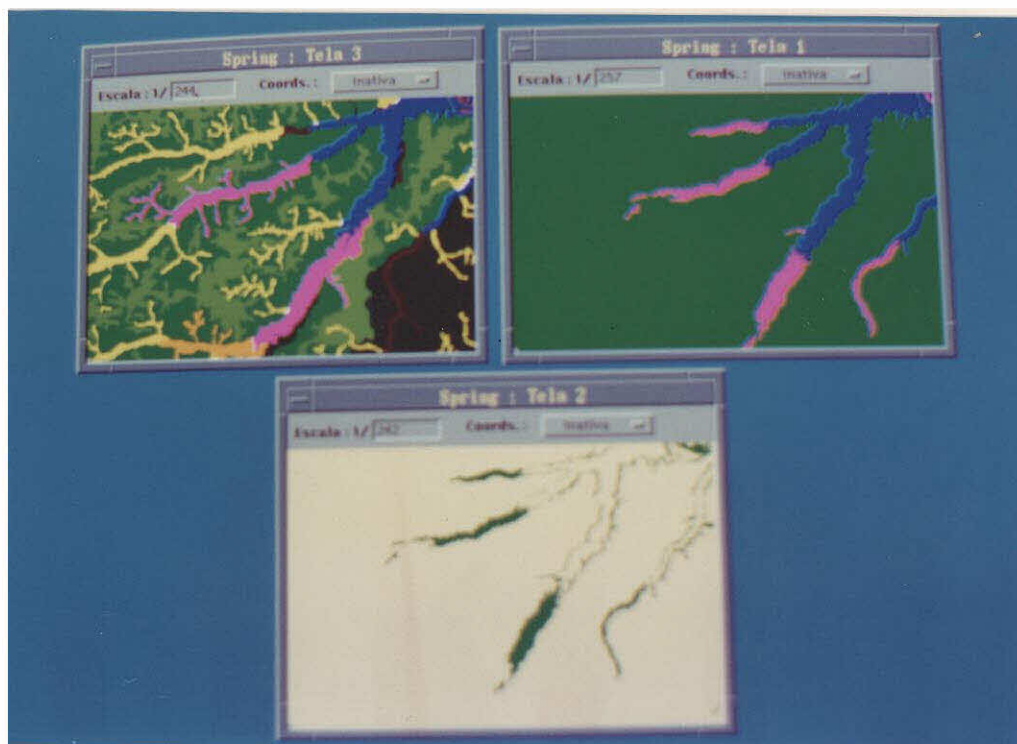 Spring : Tela 3
Escala : 1/ 244 Coords.: Inativa
Spring : Tela 1
Escala : 1/ 257 Coords.: Inativa
Spring : Tela 2
Escala : 1/ 242 Coords.: Inativa